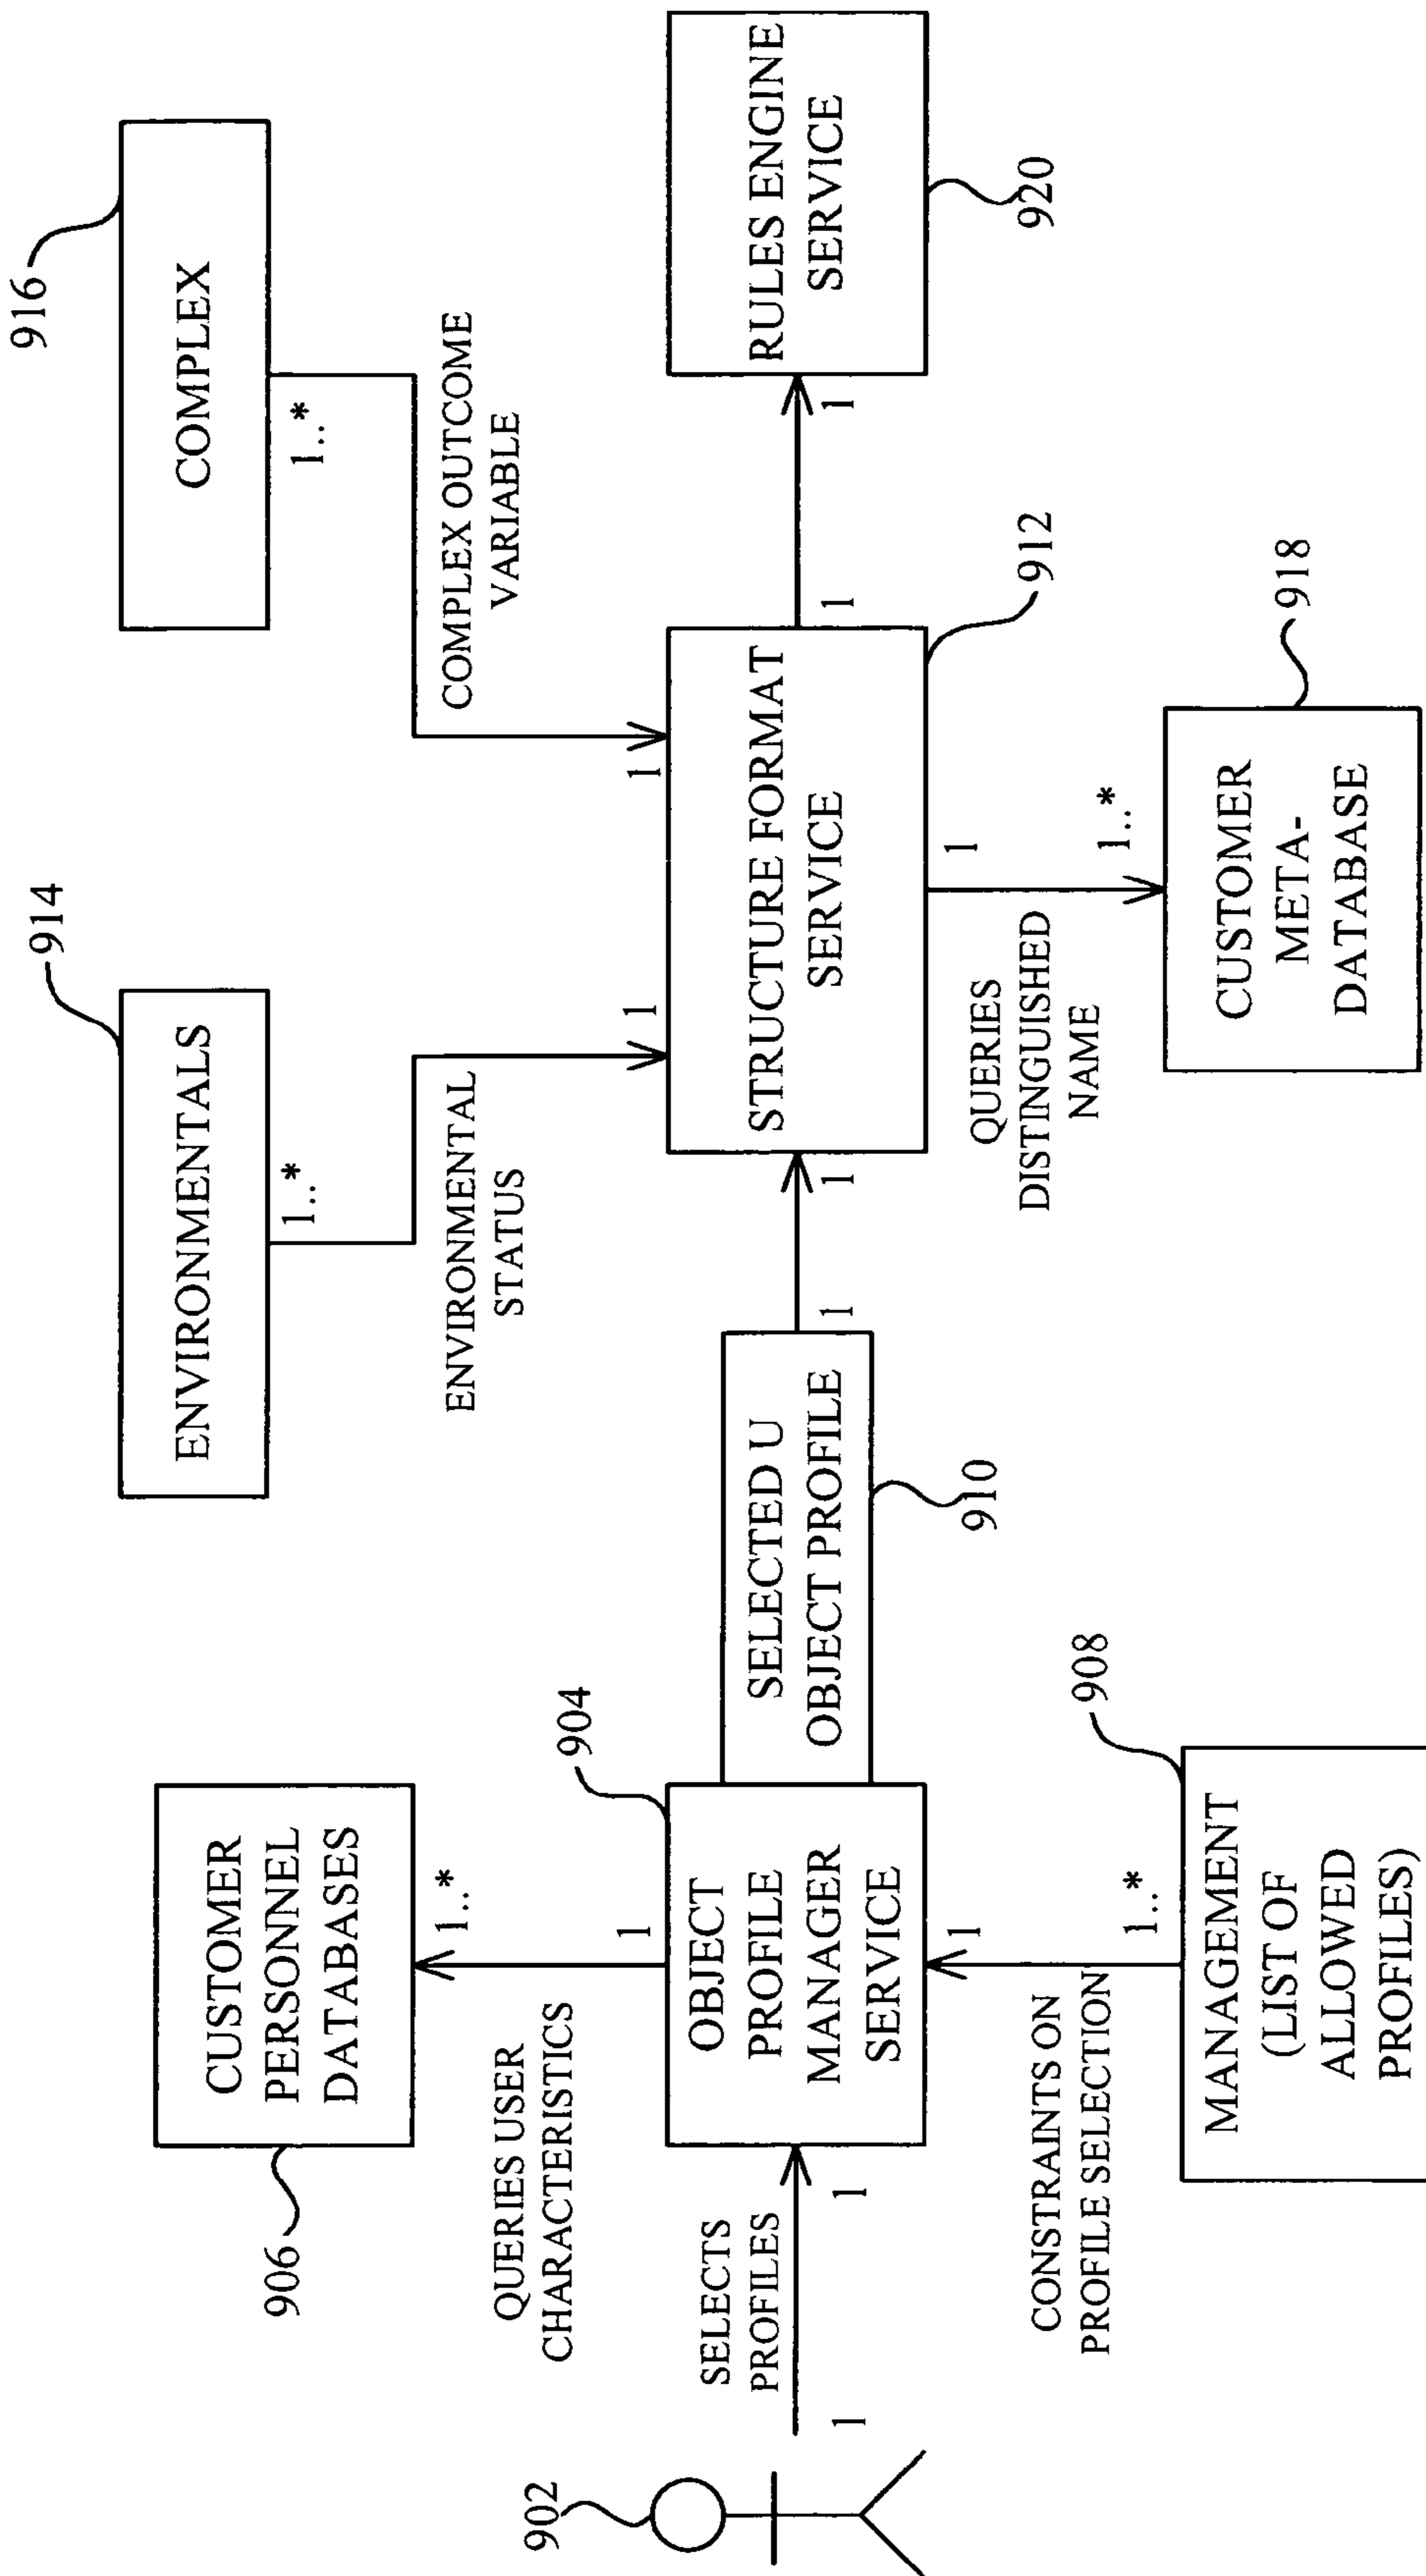 916
COMPLEX
1..*
COMPLEX OUTCOME
VARIABLE
1
914
ENVIRONMENTALS
1..*
ENVIRONMENTAL
STATUS
1
906
CUSTOMER
PERSONNEL
DATABASES
1..*
QUERIES USER
CHARACTERISTICS
1
902
1
SELECTS
PROFILES
1
904
OBJECT
PROFILE
MANAGER
SERVICE
SELECTED U
OBJECT PROFILE
910
1
1
STRUCTURE FORMAT
SERVICE
912
1
1
RULES ENGINE
SERVICE
920
1
CONSTRAINTS ON
PROFILE SELECTION
1..*
908
MANAGEMENT
(LIST OF
ALLOWED
PROFILES)
1
QUERIES
DISTINGUISHED
NAME
1..*
918
CUSTOMER
META-
DATABASE